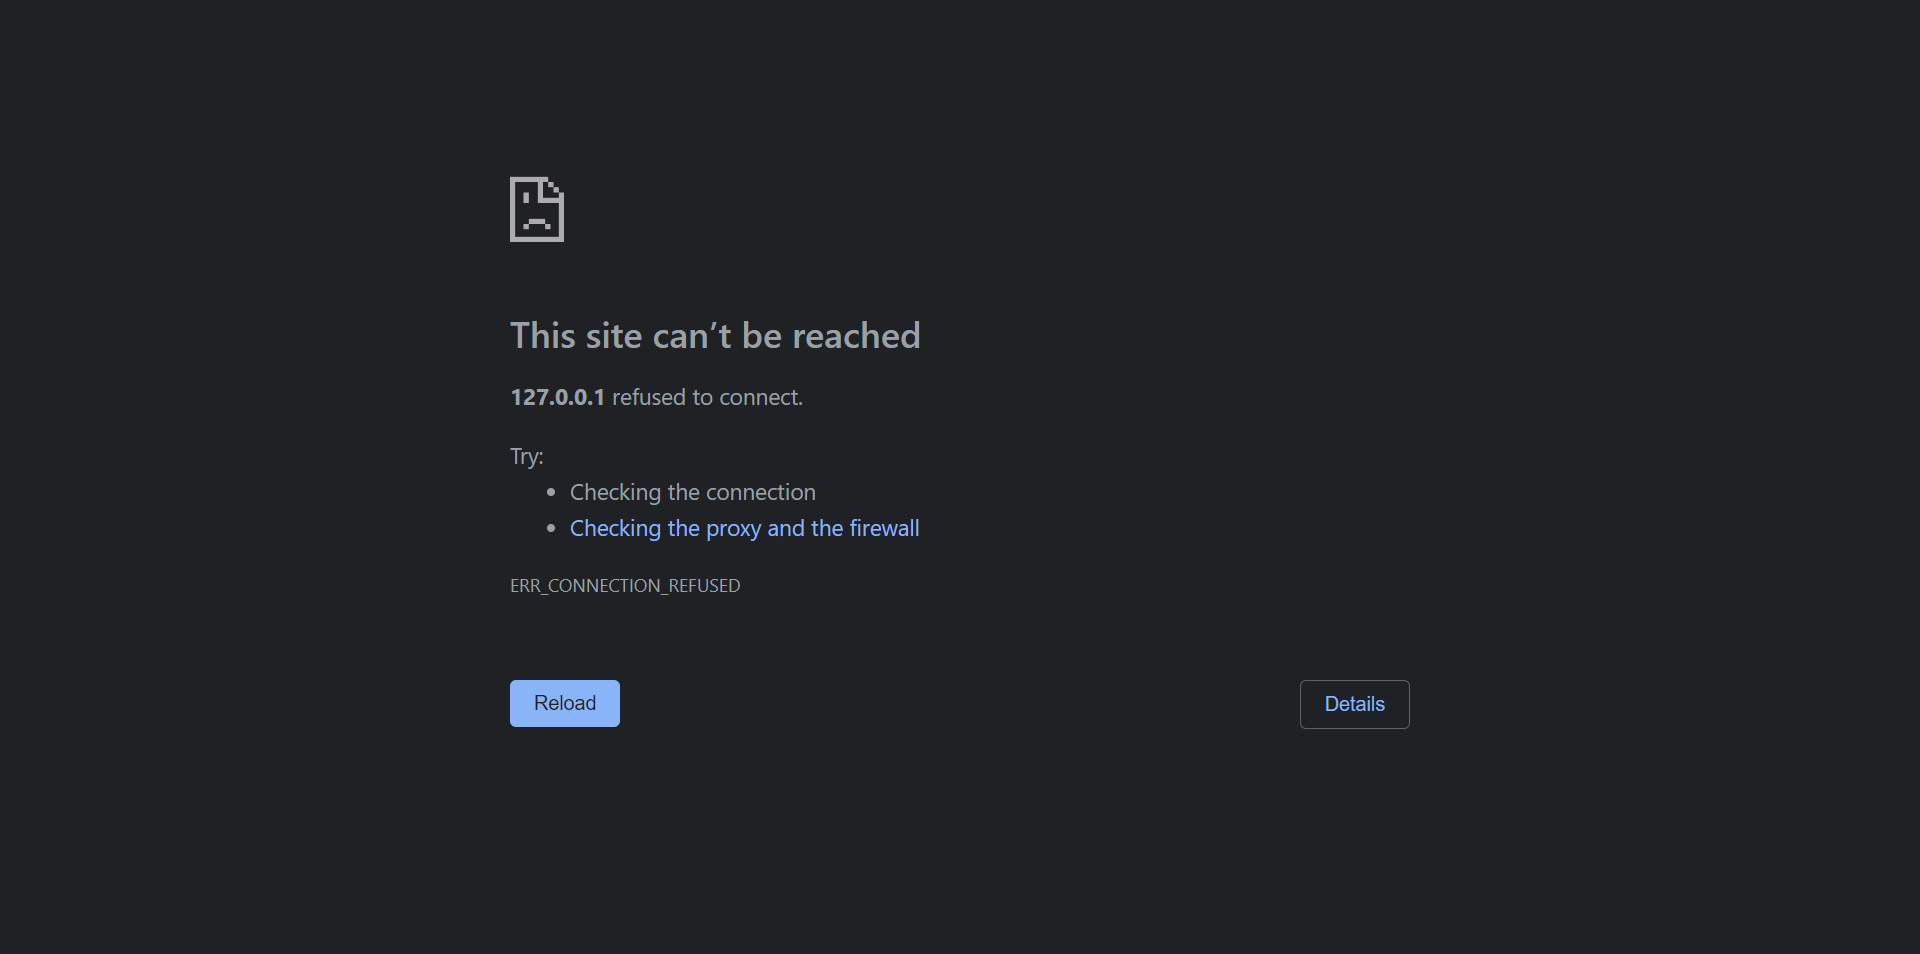 This site can’t be reached
127.0.0.1 refused to connect.
Try:
Checking the connection
Checking the proxy and the firewall
ERR_CONNECTION_REFUSED
Reload
Details